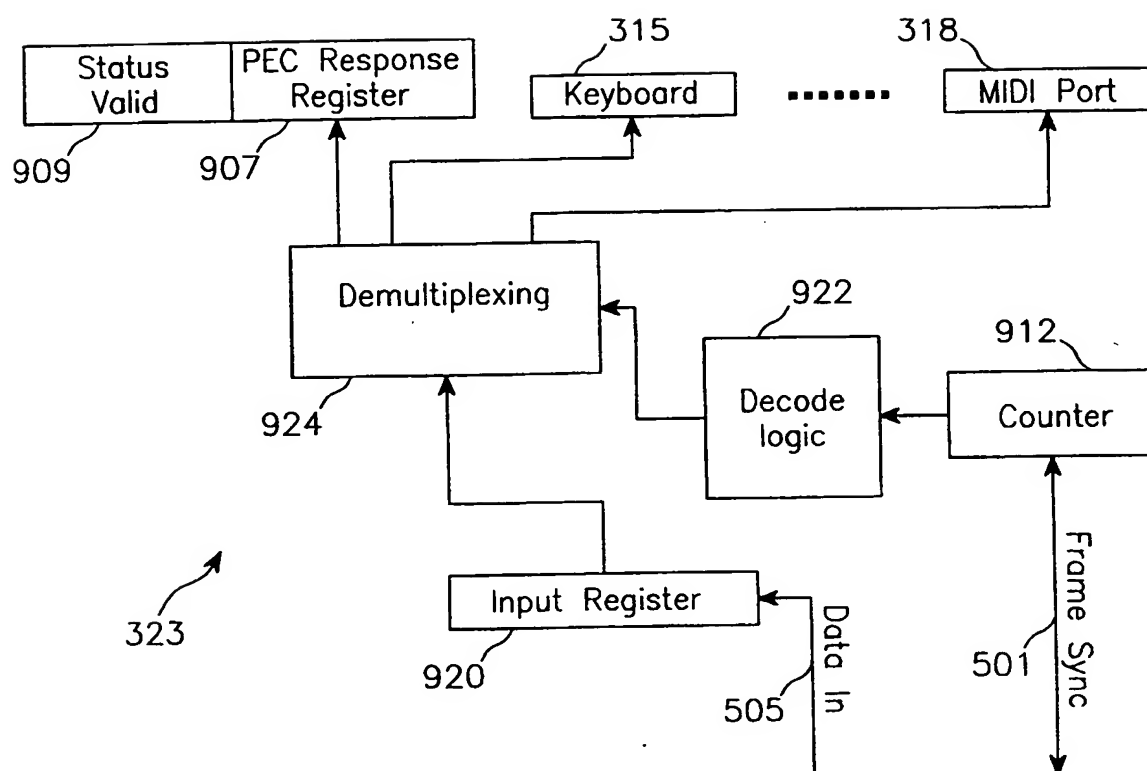 315
318
Status
Valid
PEC Response
Register
Keyboard
MIDI Port
909
907
Demultiplexing
922
912
924
Decode
logic
Counter
Input Register
323
920
505
Data In
501
Frame Sync